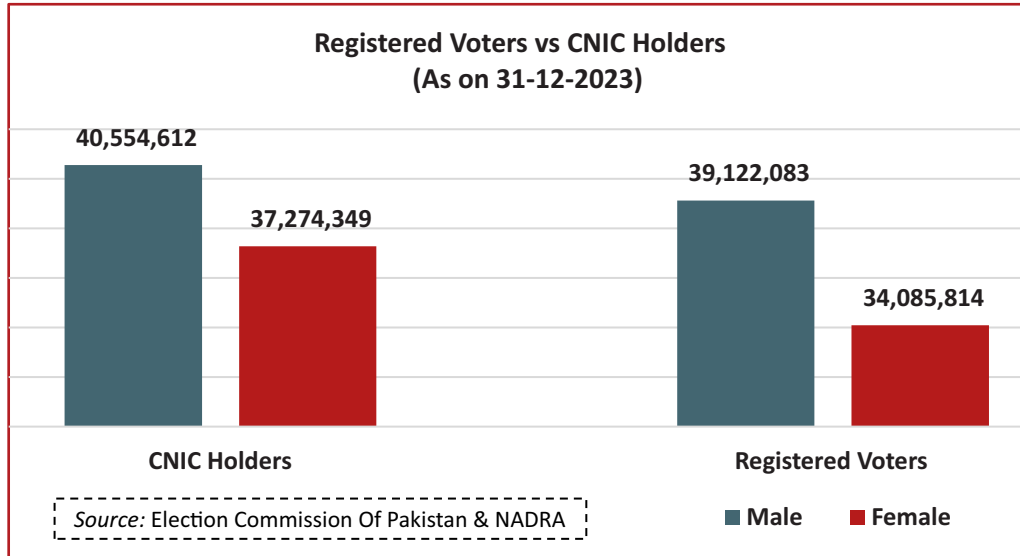 Registered Voters vs CNIC Holders
(As on 31-12-2023)
40,554,612
37,274,349
39,122,083
34,085,814
CNIC Holders
Registered Voters
Source: Election Commission Of Pakistan & NADRA
Male
Female